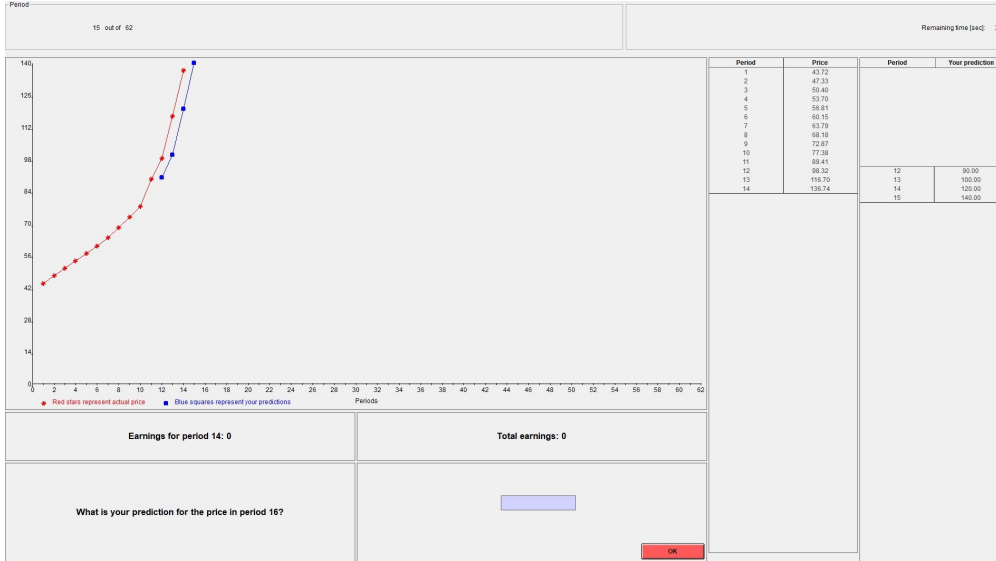 Period
15 out of 62
Remaining time [sec]:
140
126
112
98
84
70
56
42
28
14
0
0 2 4 6 8 10 12 14 16 18 20 22 24 26 28 30 32 34 36 38 40 42 44 46 48 50 52 54 56 58 60 62
Periods
Red stars represent actual price
Blue squares represent your predictions
Period Price
1 43.72
2 47.33
3 50.40
4 53.70
5 56.81
6 60.15
7 63.79
8 68.18
9 72.87
10 77.38
11 89.41
12 98.32
13 116.70
14 136.74
Period Your prediction
12 90.00
13 100.00
14 120.00
15 140.00
Earnings for period 14: 0
Total earnings: 0
What is your prediction for the price in period 16?
OK